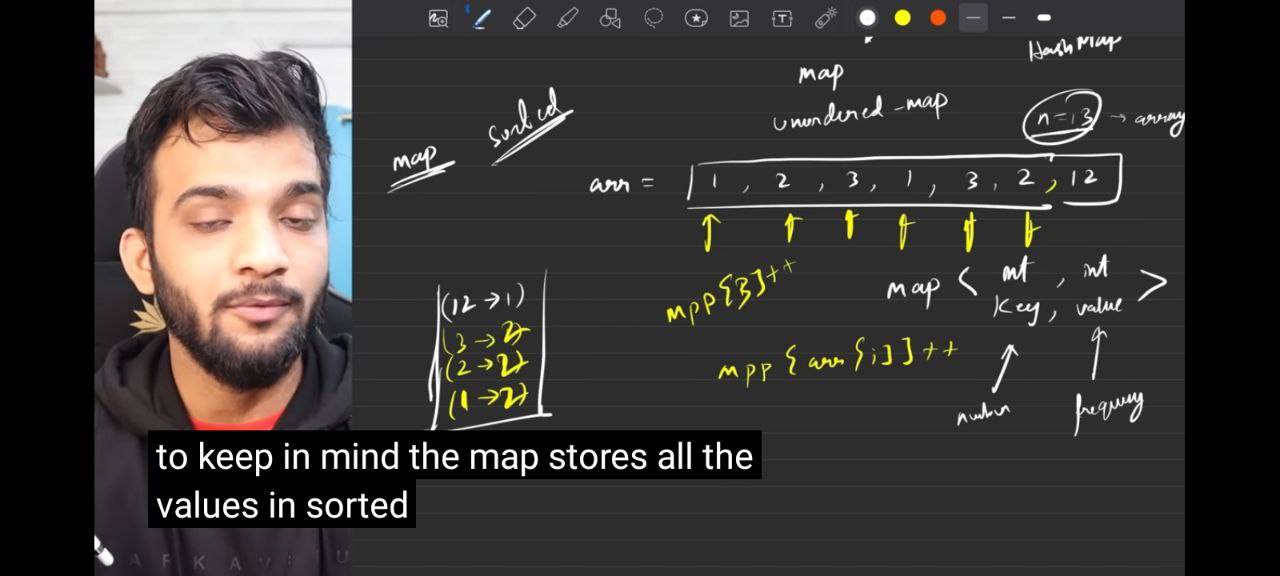 HashMap
map
unordered-map
n=13 → array
sorted
map
arr = 1, 2, 3, 1, 3, 2, 12
mpp[3]++
map < int, int >
key, value
(12→1)
(3→2)
(2→2)
(1→2)
mpp[arr[i]]++
number
frequency
to keep in mind the map stores all the
values in sorted